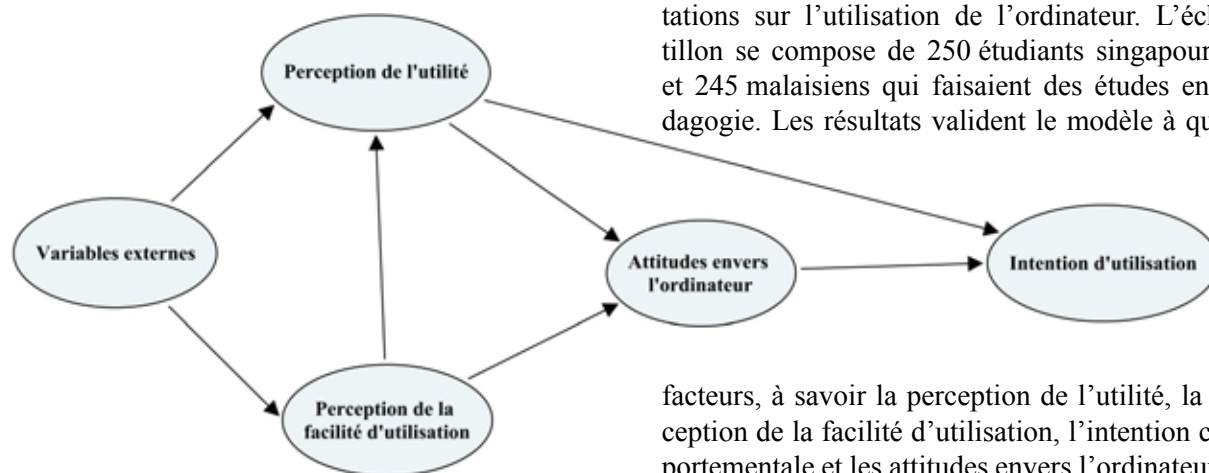 tations sur l’utilisation de l’ordinateur. L’éch
tillon se compose de 250 étudiants singapour
et 245 malaisiens qui faisaient des études en
dagogie. Les résultats valident le modèle à qu
Perception de l'utilité
Variables externes
Attitudes envers
l'ordinateur
Intention d'utilisation
Perception de la
facilité d'utilisation
facteurs, à savoir la perception de l’utilité, la
ception de la facilité d’utilisation, l’intention c
portementale et les attitudes envers l’ordinateur